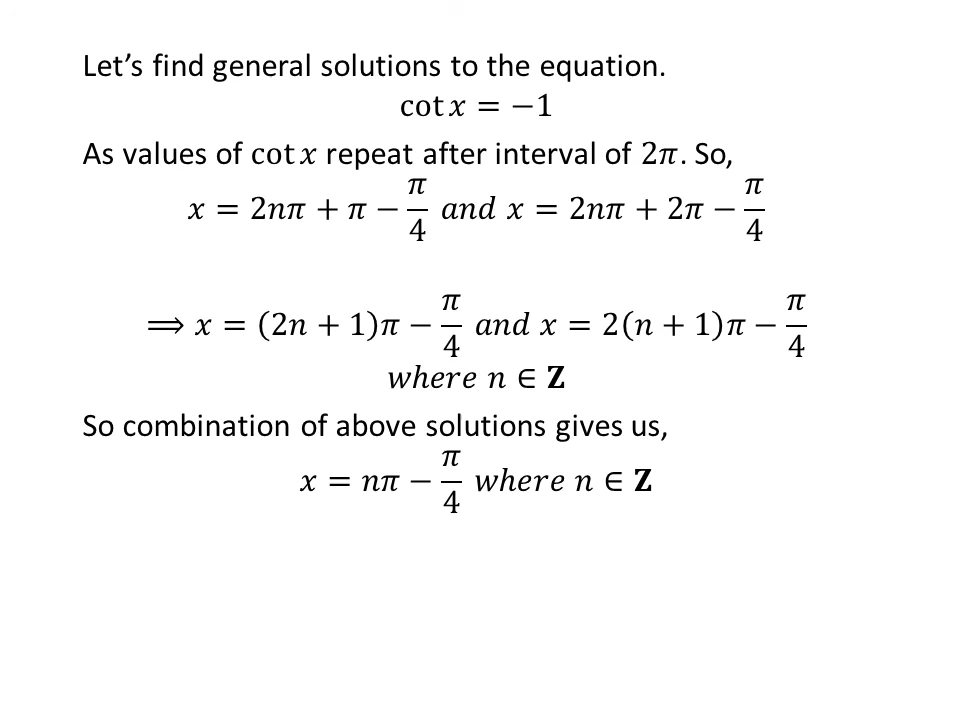 Let’s find general solutions to the equation.
cot 𝑥 = −1
As values of cot 𝑥 repeat after interval of 2𝜋. So,
𝑥 = 2𝑛𝜋 + 𝜋 − 𝜋/4 𝑎𝑛𝑑 𝑥 = 2𝑛𝜋 + 2𝜋 − 𝜋/4
⟹ 𝑥 = (2𝑛 + 1)𝜋 − 𝜋/4 𝑎𝑛𝑑 𝑥 = 2(𝑛 + 1)𝜋 − 𝜋/4
𝑤ℎ𝑒𝑟𝑒 𝑛 ∈ 𝐙
So combination of above solutions gives us,
𝑥 = 𝑛𝜋 − 𝜋/4 𝑤ℎ𝑒𝑟𝑒 𝑛 ∈ 𝐙